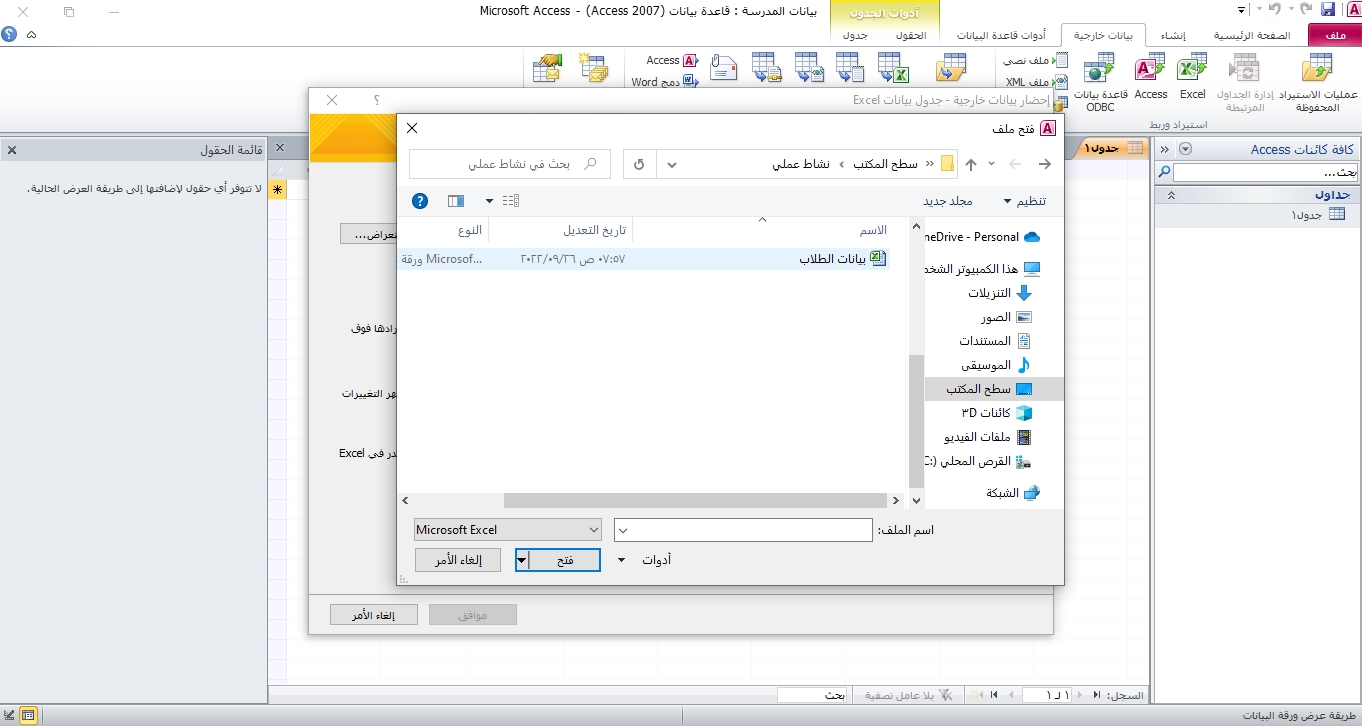 بيانات المدرسة : قاعدة بيانات (Access 2007) - Microsoft Access
أدوات الجدول
ملف
الصفحة الرئيسية
إنشاء
بيانات خارجية
أدوات قاعدة البيانات
الحقول
جدول
عمليات الاستيراد المحفوظة
إدارة الجداول المرتبطة
Excel
Access
قاعدة بيانات ODBC
ملف نصي
ملف XML
استيراد وربط
Access
دمج Word
إحضار بيانات خارجية - جدول بيانات Excel
فتح ملف
سطح المكتب
نشاط عملي
بحث في نشاط عملي
تنظيم
مجلد جديد
الاسم
تاريخ التعديل
النوع
بيانات الطلاب
٠٧:٥٧ ص ٢٠٢٢/٠٩/٢٦
ورقة Microsof...
neDrive - Personal
هذا الكمبيوتر الشخص
التنزيلات
الصور
المستندات
الموسيقى
سطح المكتب
كائنات 3D
ملفات الفيديو
القرص المحلي (C:)
الشبكة
اسم الملف:
Microsoft Excel
أدوات
فتح
إلغاء الأمر
تعراض...
رادها فوق
هر التغييرات
در في Excel
موافق
إلغاء الأمر
كافة كائنات Access
بحث...
جداول
جدول١
جدول١
قائمة الحقول
لا تتوفر أي حقول لإضافتها إلى طريقة العرض الحالية.
السجل:
١ لـ ١
بلا عامل تصفية
بحث
طريقة عرض ورقة البيانات